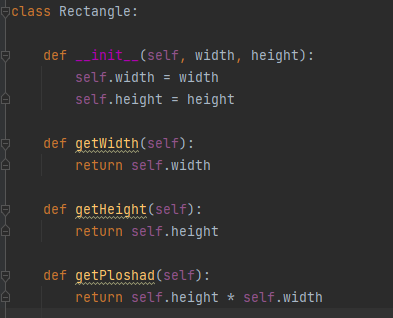 class Rectangle:
def __init__(self, width, height):
self.width = width
self.height = height
def getWidth(self):
return self.width
def getHeight(self):
return self.height
def getPloshad(self):
return self.height * self.width